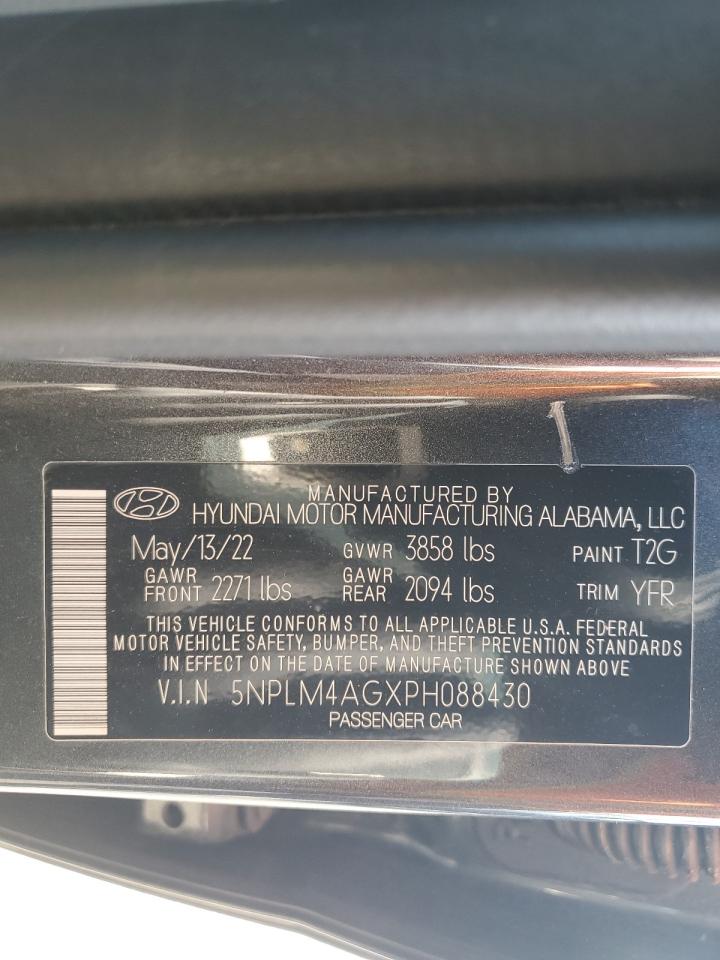 MANUFACTURED BY
HYUNDAI MOTOR MANUFACTURING ALABAMA, LLC
May/13/22 GVWR 3858 lbs PAINT T2G
GAWR FRONT 2271 lbs GAWR REAR 2094 lbs TRIM YFR
THIS VEHICLE CONFORMS TO ALL APPLICABLE U.S.A. FEDERAL
MOTOR VEHICLE SAFETY, BUMPER, AND THEFT PREVENTION STANDARDS
IN EFFECT ON THE DATE OF MANUFACTURE SHOWN ABOVE
V.I.N 5NPLM4AGXPH088430
PASSENGER CAR